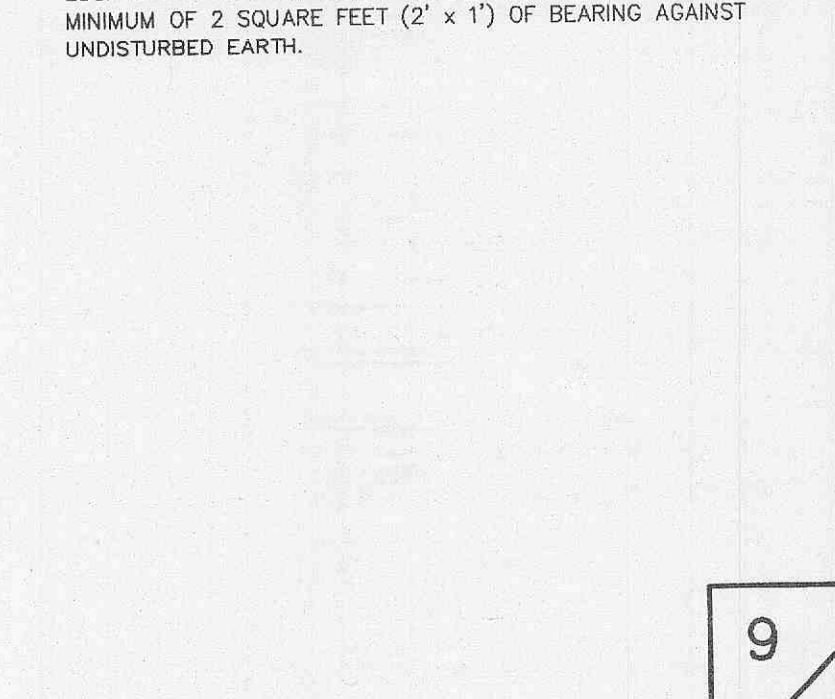 MINIMUM OF 2 SQUARE FEET (2' x 1') OF BEARING AGAINST
UNDISTURBED EARTH.
9